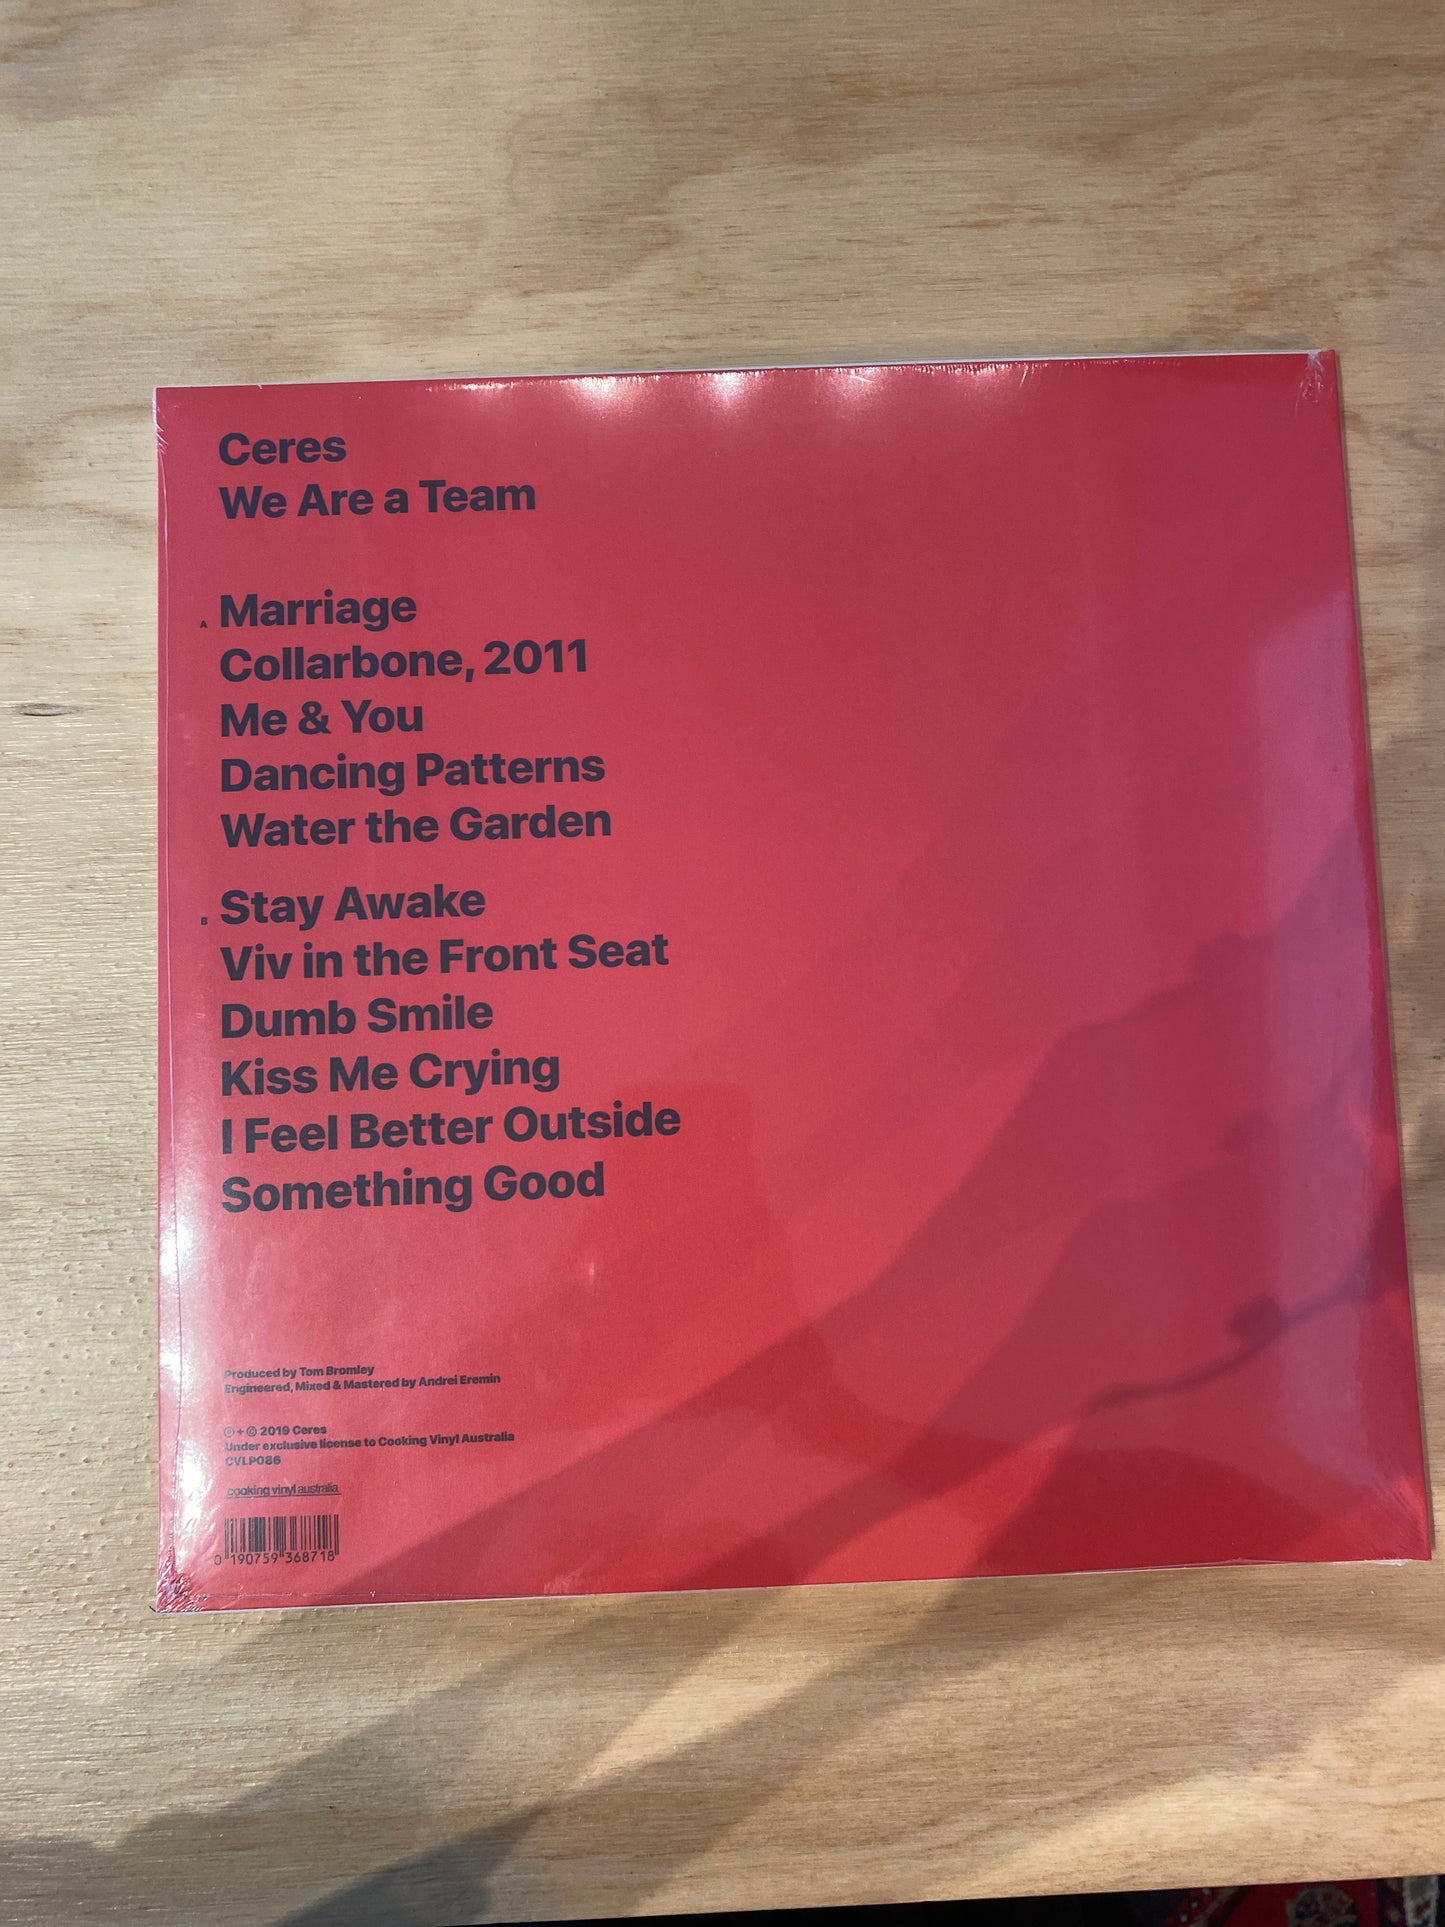 Ceres
We Are a Team
A Marriage
Collarbone, 2011
Me & You
Dancing Patterns
Water the Garden
B Stay Awake
Viv in the Front Seat
Dumb Smile
Kiss Me Crying
I Feel Better Outside
Something Good
Produced by Tom Bromley
Engineered, Mixed & Mastered by Andrei Eremin
℗ + © 2019 Ceres
Under exclusive license to Cooking Vinyl Australia
CVLP086
cooking vinyl australia
0 190759 368718